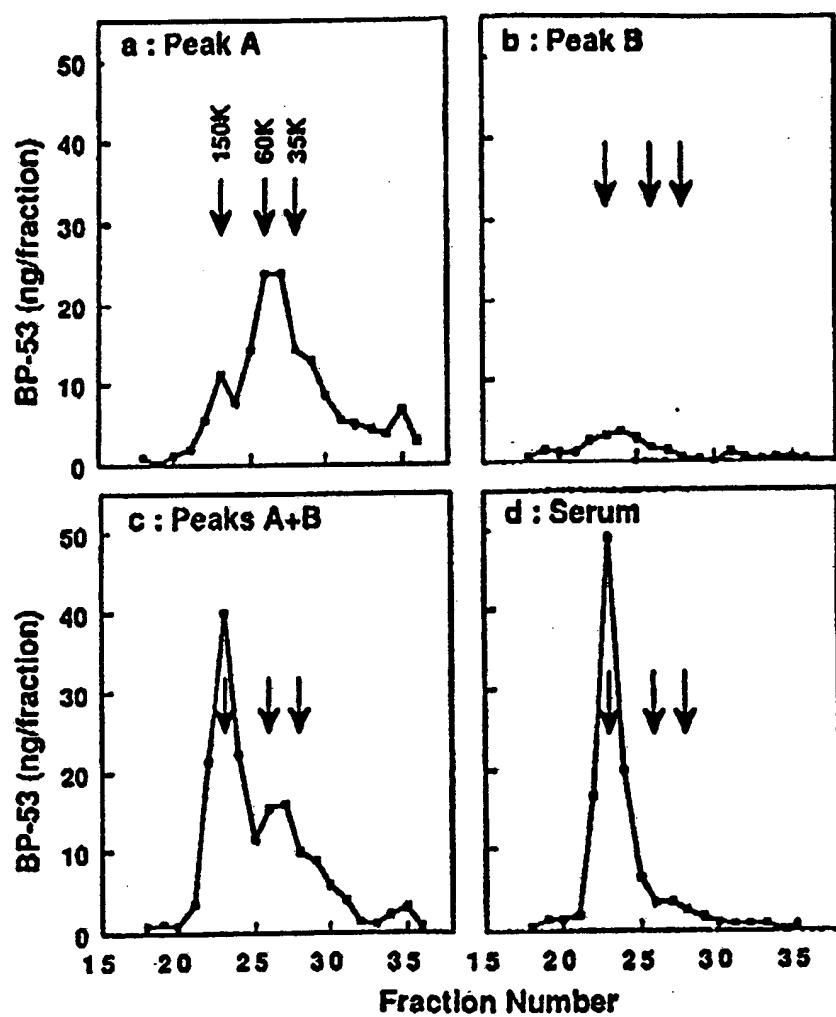 a : Peak A
b : Peak B
50
40
30
20
10
0
BP-53 (ng/fraction)
150K
60K
35K
c : Peaks A+B
d : Serum
50
40
30
20
10
0
BP-53 (ng/fraction)
15 20 25 30 35
15 20 25 30 35
Fraction Number